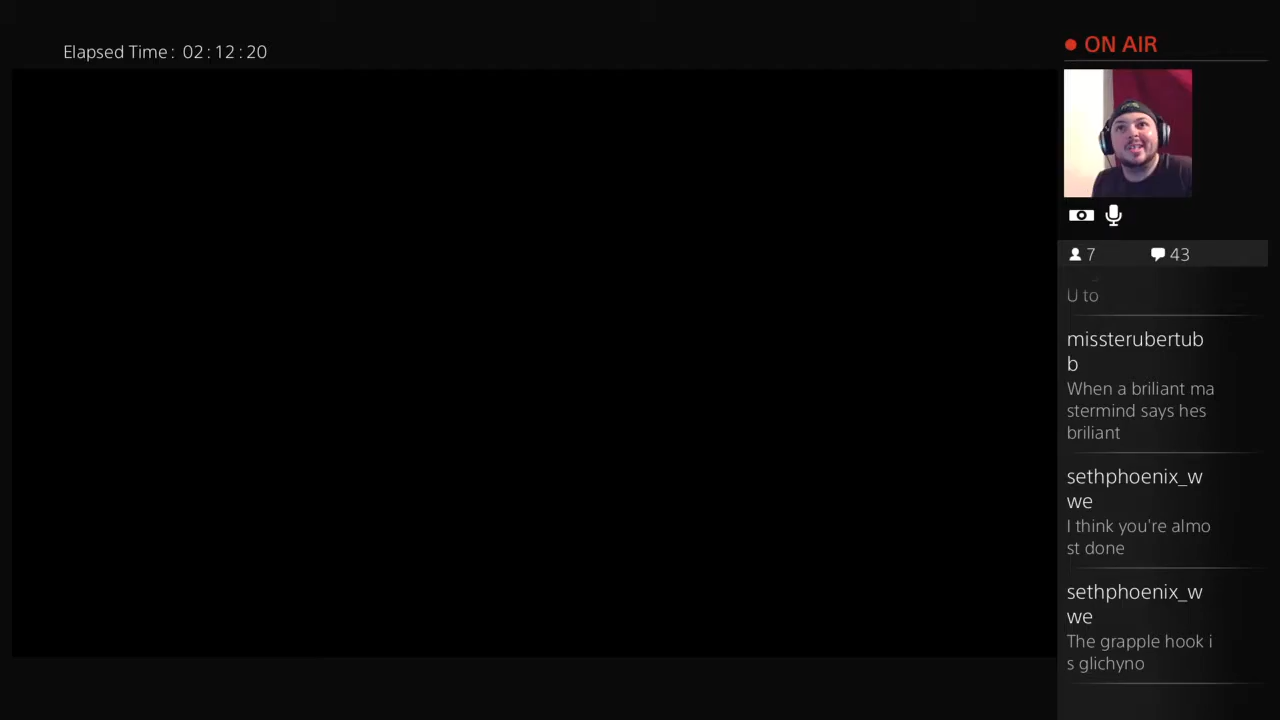 Elapsed Time: 02:12:20
ON AIR
7 43
U to
missterubertub
b
When a briliant ma
stermind says hes
briliant
sethphoenix_w
we
I think you're almo
st done
sethphoenix_w
we
The grapple hook i
s glichyno